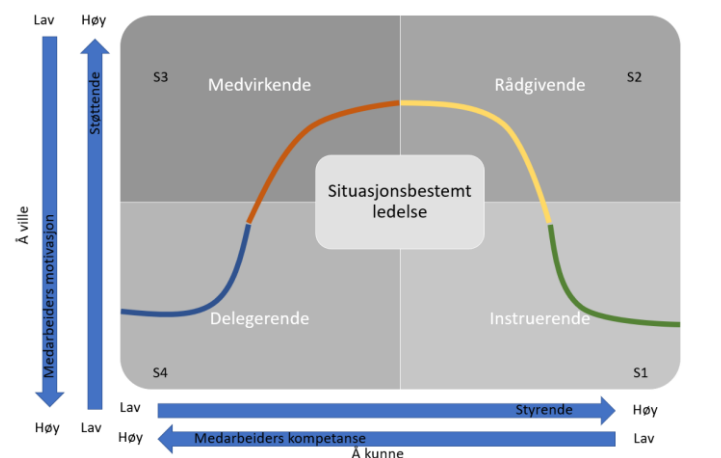 Lav
Høy
S3
Medvirkende
Rådgivende
S2
Støttende
Situasjonsbestemt
ledelse
Å ville
Medarbeiders motivasjon
Delegerende
Instruerende
S4
S1
Høy
Lav
Lav
Styrende
Høy
Høy
Medarbeiders kompetanse
Lav
Å kunne